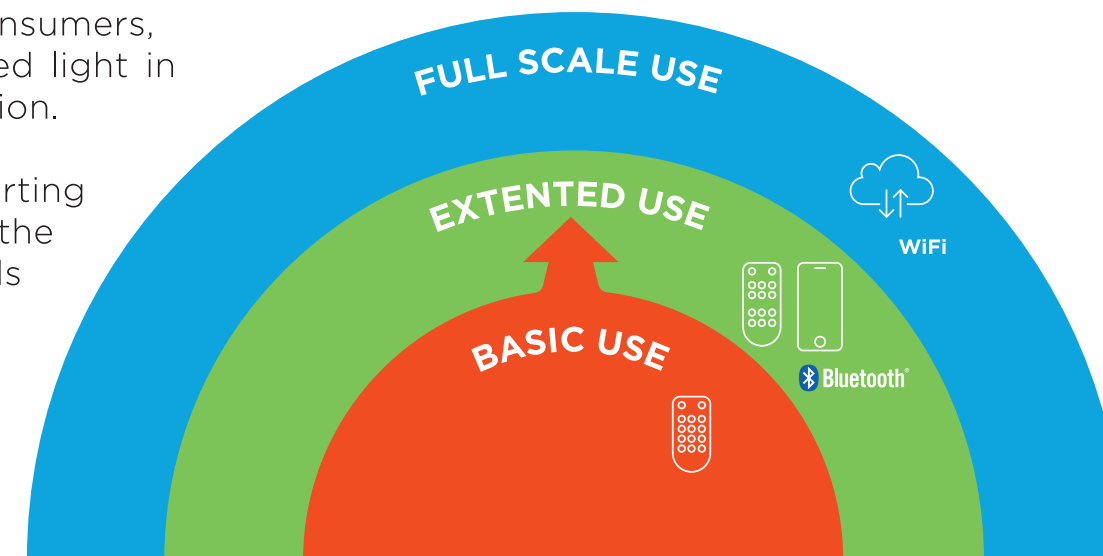 nsumers,
ed light in
ion.
rting
the
ls
FULL SCALE USE
EXTENTED USE
BASIC USE
WiFi
Bluetooth®